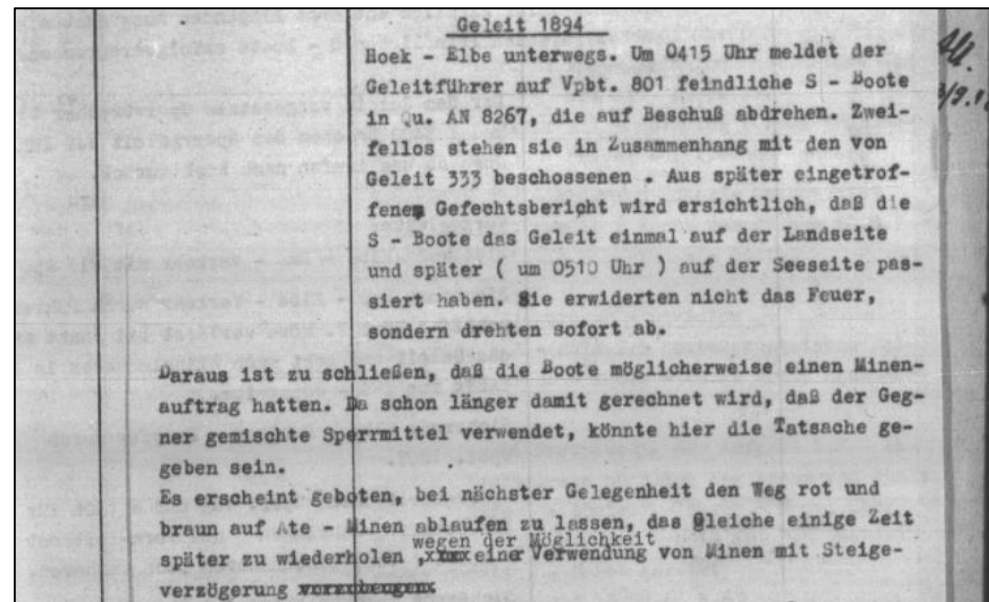 Geleit 1894
Hoek - Elbe unterwegs. Um 0415 Uhr meldet der
Geleitführer auf Vpbt. 801 feindliche S - Boote
in Qu. AN 8267, die auf Beschuß abdrehen. Zwei-
fellos stehen sie in Zusammenhang mit den von
Geleit 333 beschossenen . Aus später eingetrof-
fenem Gefechtsbericht wird ersichtlich, daß die
S - Boote das Geleit einmal auf der Landseite
und später ( um 0510 Uhr ) auf der Seeseite pas-
siert haben. Sie erwiderten nicht das Feuer,
sondern drehten sofort ab.
Daraus ist zu schließen, daß die Boote möglicherweise einen Minen-
auftrag hatten. Da schon länger damit gerechnet wird, daß der Geg-
ner gemischte Sperrmittel verwendet, könnte hier die Tatsache ge-
geben sein.
Es erscheint geboten, bei nächster Gelegenheit den Weg rot und
braun auf Ate - Minen ablaufen zu lassen, das Gleiche einige Zeit
wegen der Möglichkeit
später zu wiederholen , einer Verwendung von Minen mit Steige-
verzögerung vorzubeugen.